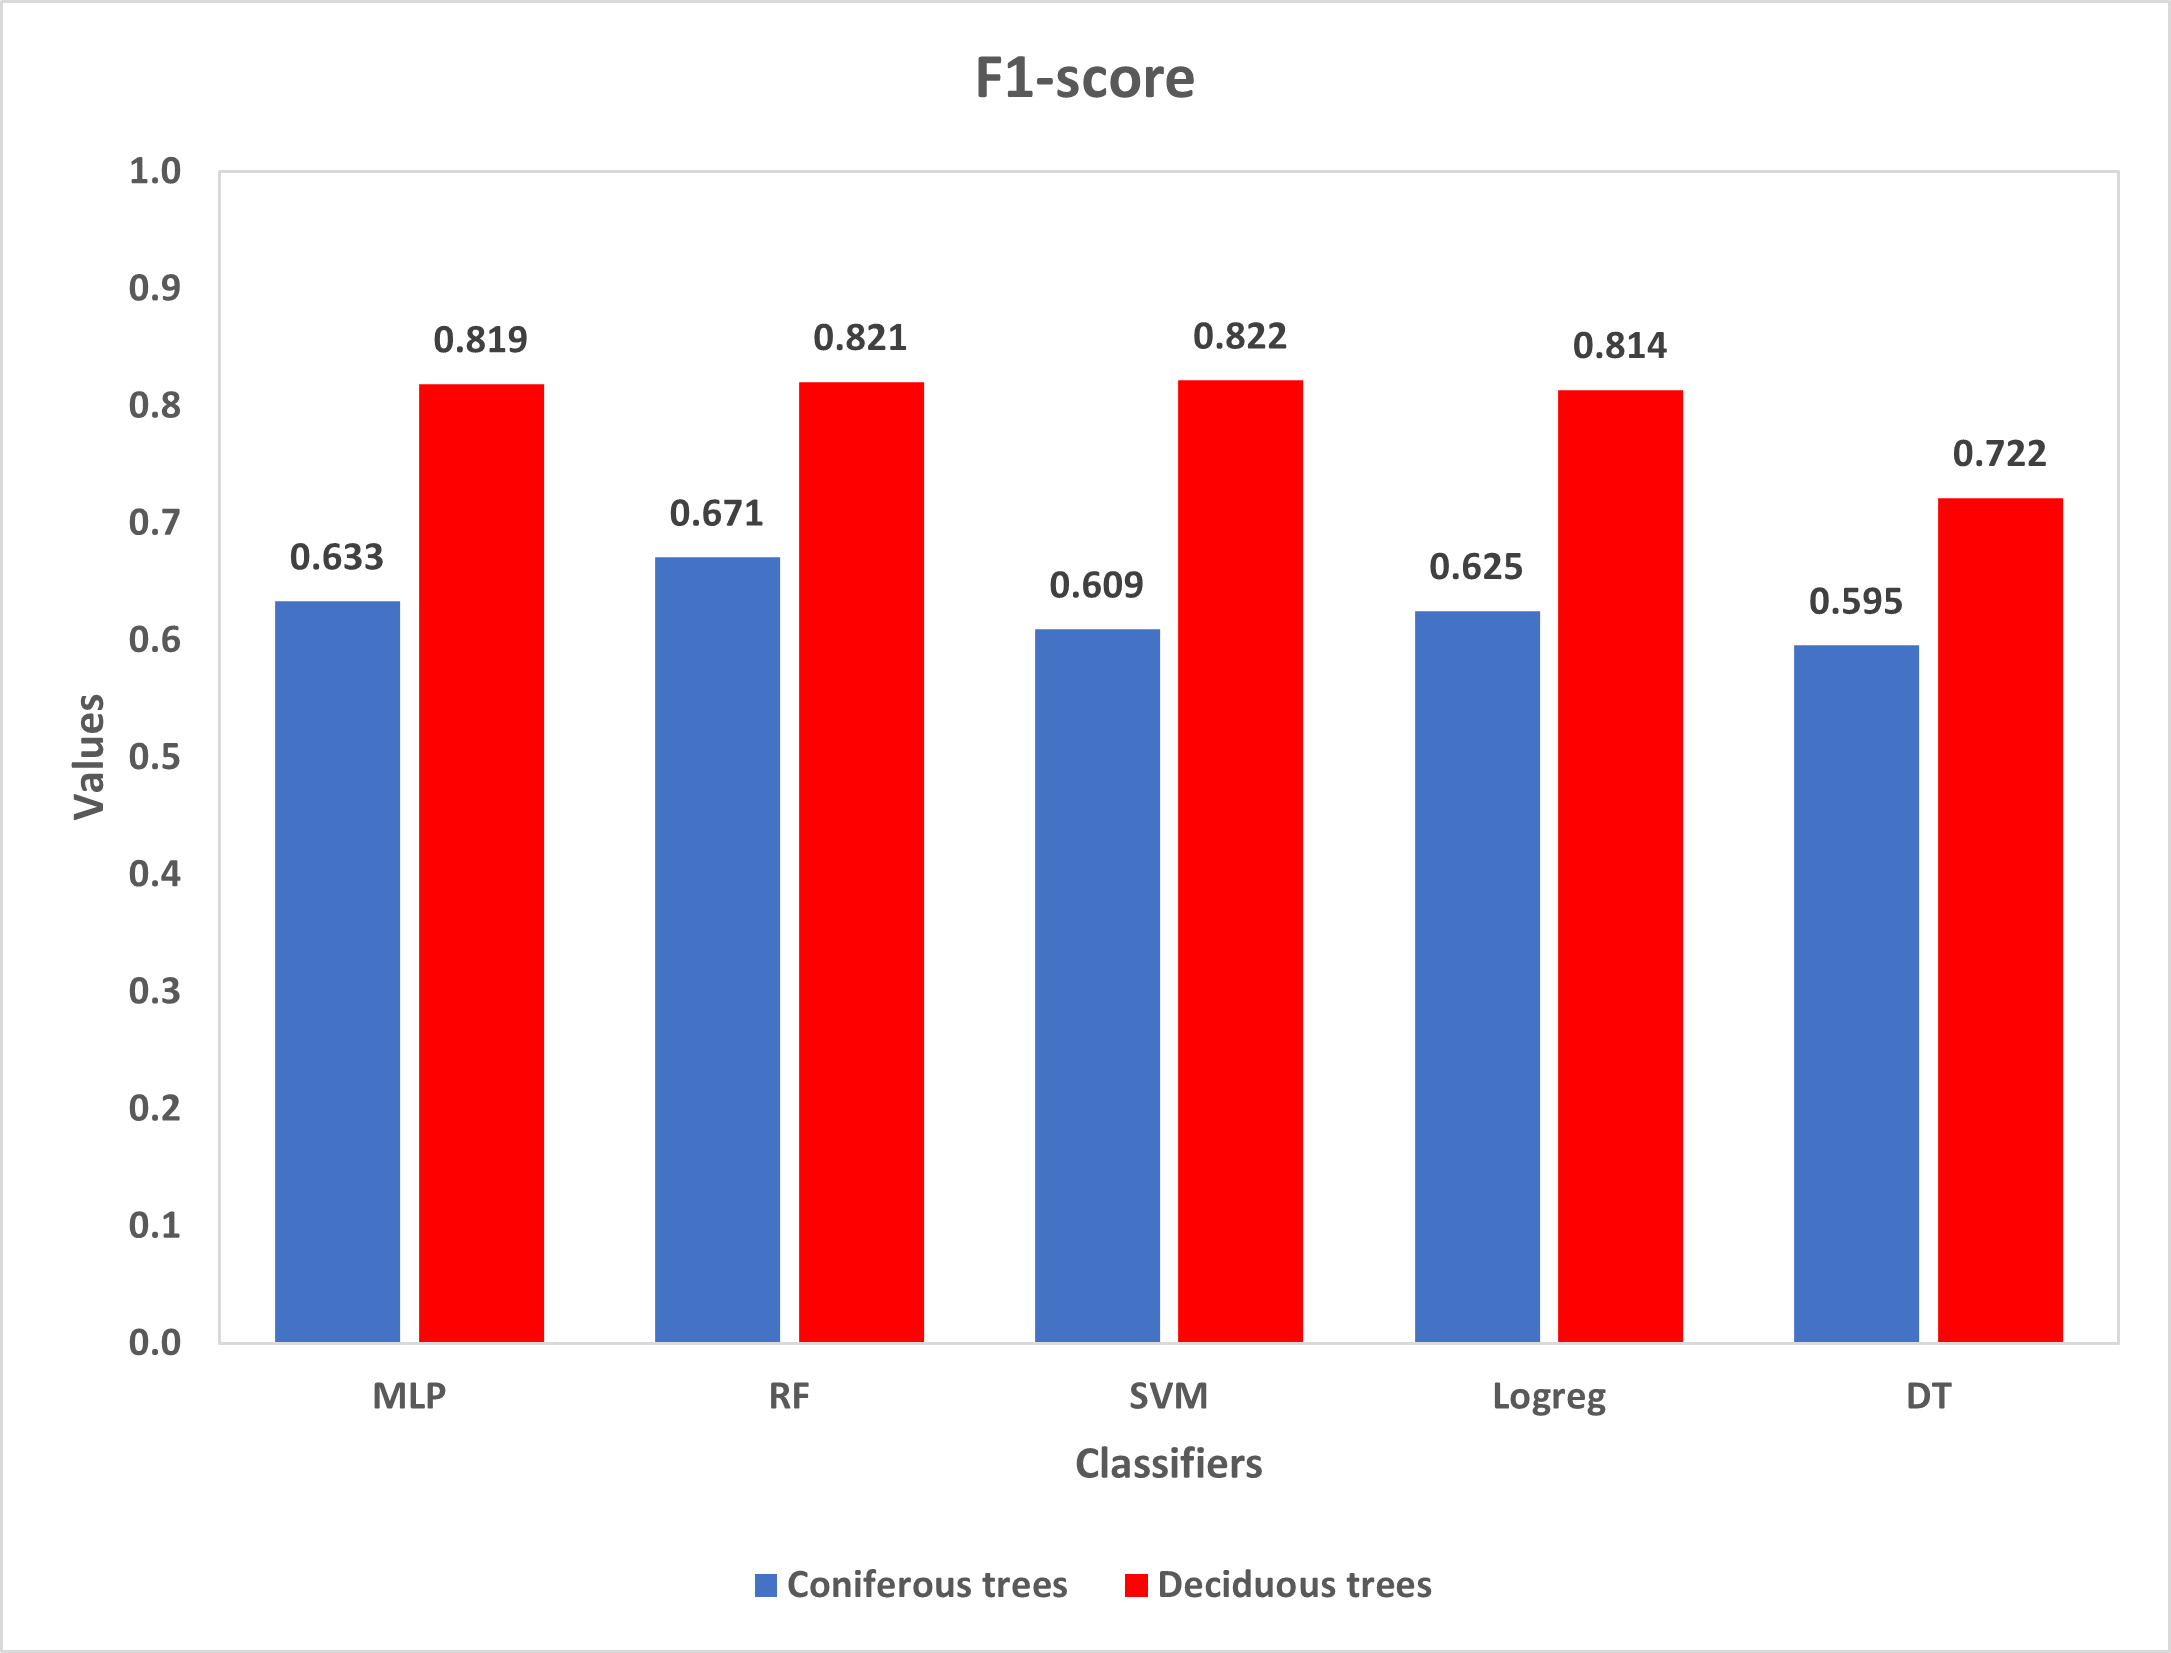 F1-score
1.0
0.9
0.8
0.7
0.6
0.5
0.4
0.3
0.2
0.1
0.0
Values
0.633
0.819
0.671
0.821
0.609
0.822
0.625
0.814
0.595
0.722
MLP
RF
SVM
Logreg
DT
Classifiers
Coniferous trees
Deciduous trees